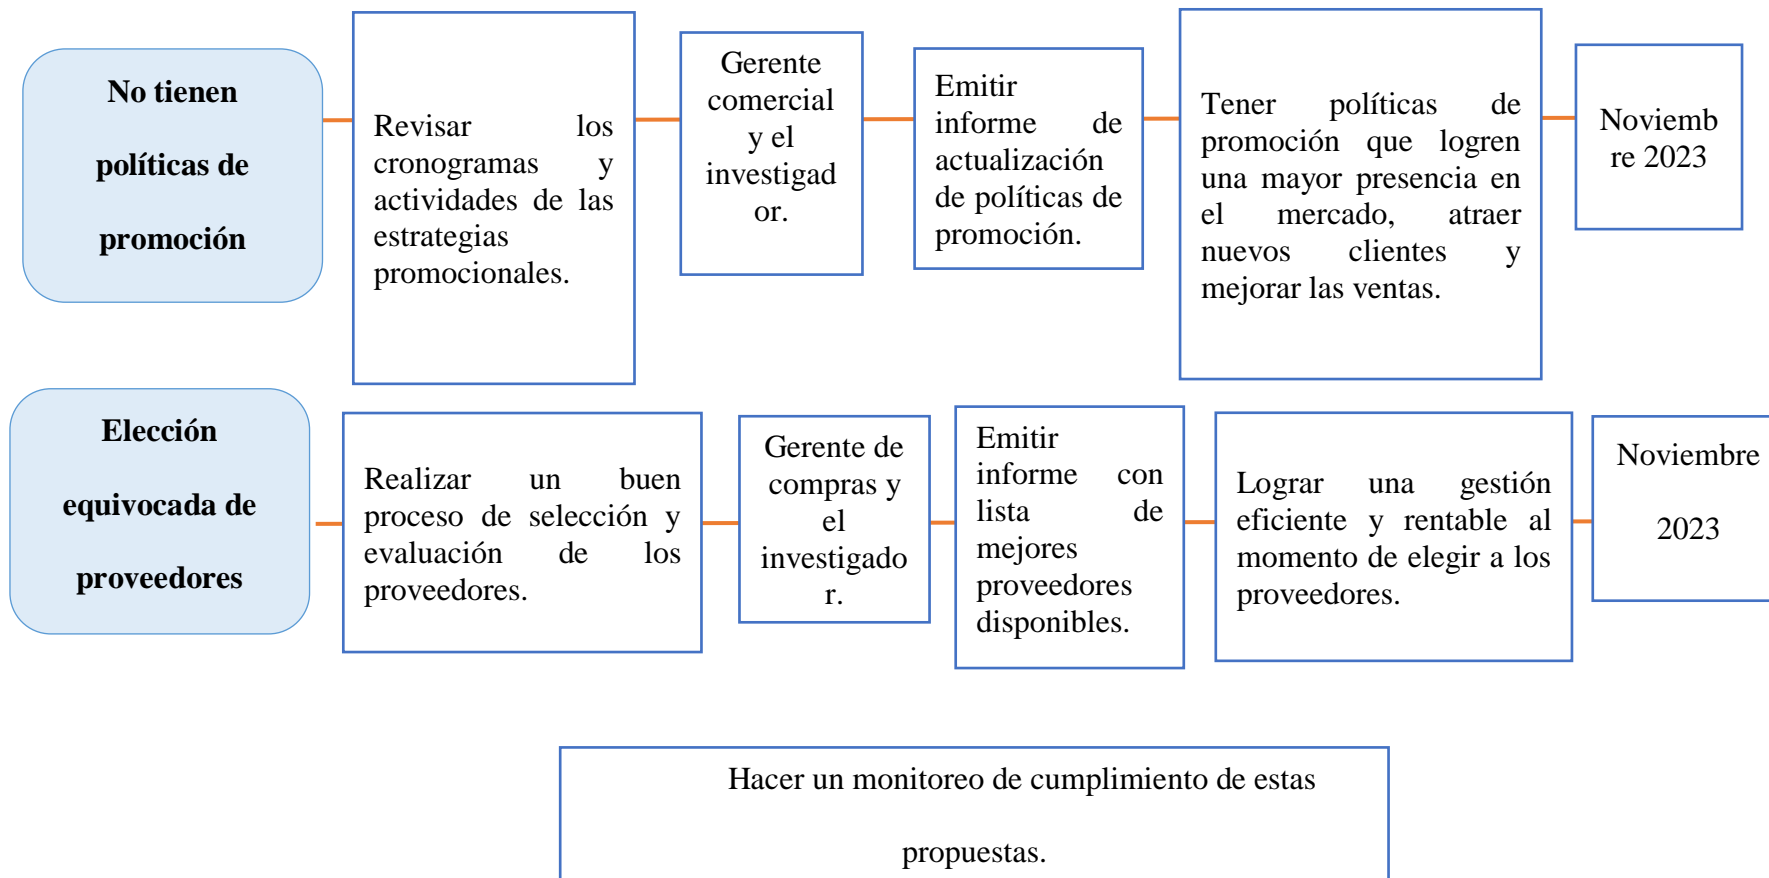 No tienen
políticas de
promoción
Revisar los
cronogramas y
actividades de las
estrategias
promocionales.
Gerente
comercial
y el
investigad
or.
Emitir
informe de
actualización
de políticas de
promoción.
Tener políticas de
promoción que logren
una mayor presencia en
el mercado, atraer
nuevos clientes y
mejorar las ventas.
Noviemb
re 2023
Elección
equivocada de
proveedores
Realizar un buen
proceso de selección y
evaluación de los
proveedores.
Gerente de
compras y
el
investigado
r.
Emitir
informe con
lista de
mejores
proveedores
disponibles.
Lograr una gestión
eficiente y rentable al
momento de elegir a los
proveedores.
Noviembre
2023
Hacer un monitoreo de cumplimiento de estas
propuestas.